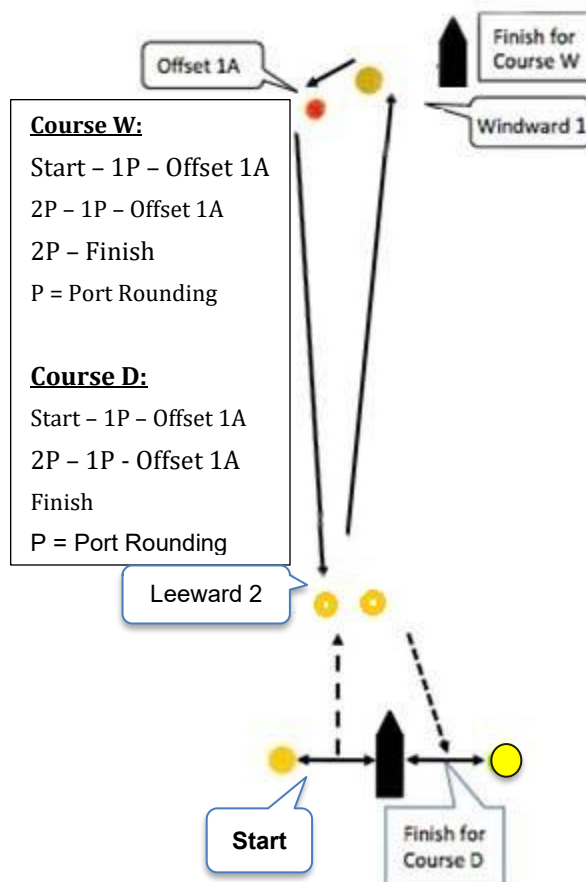 Finish for
Course W
Offset 1A
Windward 1
Course W:
Start – 1P – Offset 1A
2P – 1P – Offset 1A
2P – Finish
P = Port Rounding
Course D:
Start – 1P – Offset 1A
2P – 1P - Offset 1A
Finish
P = Port Rounding
Leeward 2
Start
Finish for
Course D